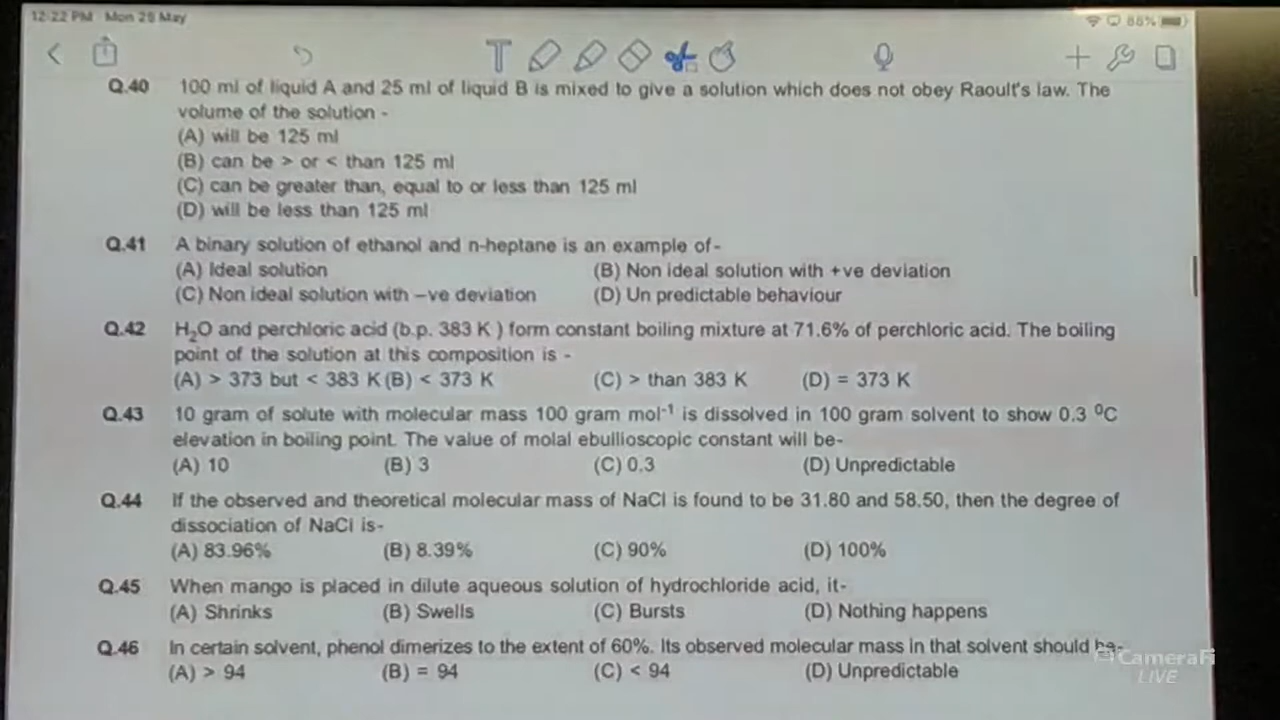 12:22 PM Mon 25 May
88%
Q.40 100 ml of liquid A and 25 ml of liquid B is mixed to give a solution which does not obey Raoult's law. The
volume of the solution -
(A) will be 125 ml
(B) can be > or < than 125 ml
(C) can be greater than, equal to or less than 125 ml
(D) will be less than 125 ml
Q.41 A binary solution of ethanol and n-heptane is an example of-
(A) Ideal solution (B) Non ideal solution with +ve deviation
(C) Non ideal solution with –ve deviation (D) Un predictable behaviour
Q.42 H₂O and perchloric acid (b.p. 383 K ) form constant boiling mixture at 71.6% of perchloric acid. The boiling
point of the solution at this composition is -
(A) > 373 but < 383 K (B) < 373 K (C) > than 383 K (D) = 373 K
Q.43 10 gram of solute with molecular mass 100 gram mol⁻¹ is dissolved in 100 gram solvent to show 0.3 ⁰C
elevation in boiling point. The value of molal ebullioscopic constant will be-
(A) 10 (B) 3 (C) 0.3 (D) Unpredictable
Q.44 If the observed and theoretical molecular mass of NaCl is found to be 31.80 and 58.50, then the degree of
dissociation of NaCl is-
(A) 83.96% (B) 8.39% (C) 90% (D) 100%
Q.45 When mango is placed in dilute aqueous solution of hydrochloride acid, it-
(A) Shrinks (B) Swells (C) Bursts (D) Nothing happens
Q.46 In certain solvent, phenol dimerizes to the extent of 60%. Its observed molecular mass in that solvent should be-
(A) > 94 (B) = 94 (C) < 94 (D) Unpredictable
CameraFi
LIVE